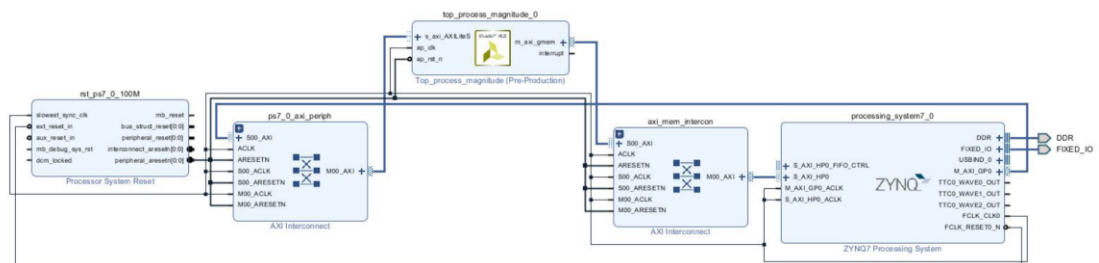 top_process_magnitude_0
s_axi_AXILiteS
ap_clk
ap_rst_n
m_axi_gmem
interrupt
Top_process_magnitude (Pre-Production)
rst_ps7_0_100M
slowest_sync_clk
ext_reset_in
aux_reset_in
mb_debug_sys_rst
dcm_locked
mb_reset
bus_struct_reset[0:0]
peripheral_reset[0:0]
interconnect_aresetn[0:0]
peripheral_aresetn[0:0]
Processor System Reset
ps7_0_axi_periph
S00_AXI
ACLK
ARESETN
S00_ACLK
S00_ARESETN
M00_ACLK
M00_ARESETN
M00_AXI
AXI Interconnect
axi_mem_intercon
S00_AXI
ACLK
ARESETN
S00_ACLK
S00_ARESETN
M00_ACLK
M00_ARESETN
M00_AXI
AXI Interconnect
processing_system7_0
S_AXI_HP0_FIFO_CTRL
S_AXI_HP0
M_AXI_GP0_ACLK
S_AXI_HP0_ACLK
ZYNQ
DDR
FIXED_IO
USBIND_0
M_AXI_GP0
TTC0_WAVE0_OUT
TTC0_WAVE1_OUT
TTC0_WAVE2_OUT
FCLK_CLK0
FCLK_RESET0_N
ZYNQ7 Processing System
DDR
FIXED_IO